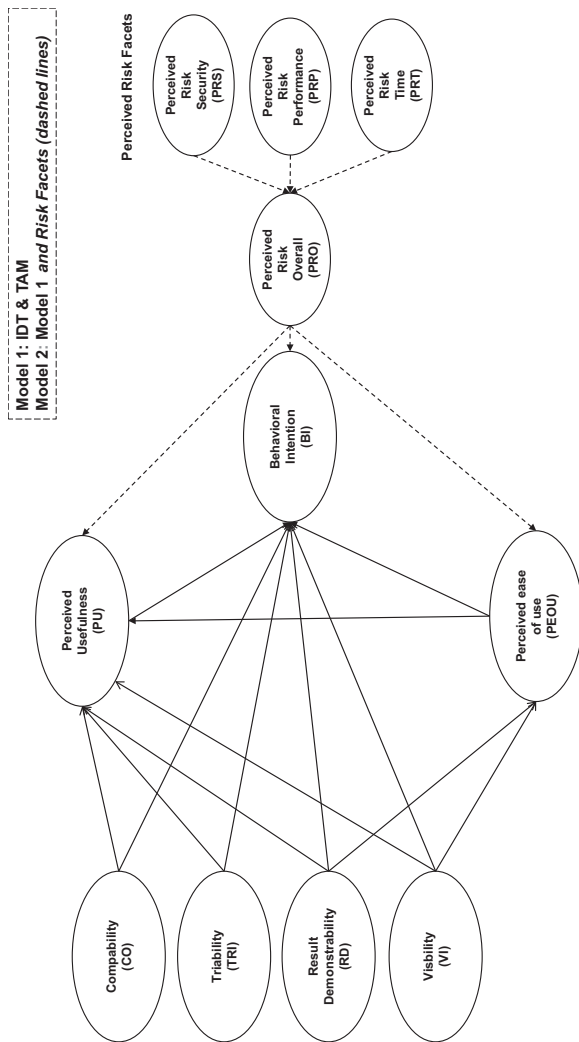 Model 1: IDT & TAM
Model 2: Model 1 and Risk Facets (dashed lines)
Perceived Risk Facets
Compability
(CO)
Triability
(TRI)
Result
Demonstrability
(RD)
Visbility
(VI)
Perceived
Usefulness
(PU)
Perceived ease
of use
(PEOU)
Behavioral
Intention
(BI)
Perceived
Risk
Overall
(PRO)
Perceived
Risk
Security
(PRS)
Perceived
Risk
Performance
(PRP)
Perceived
Risk
Time
(PRT)